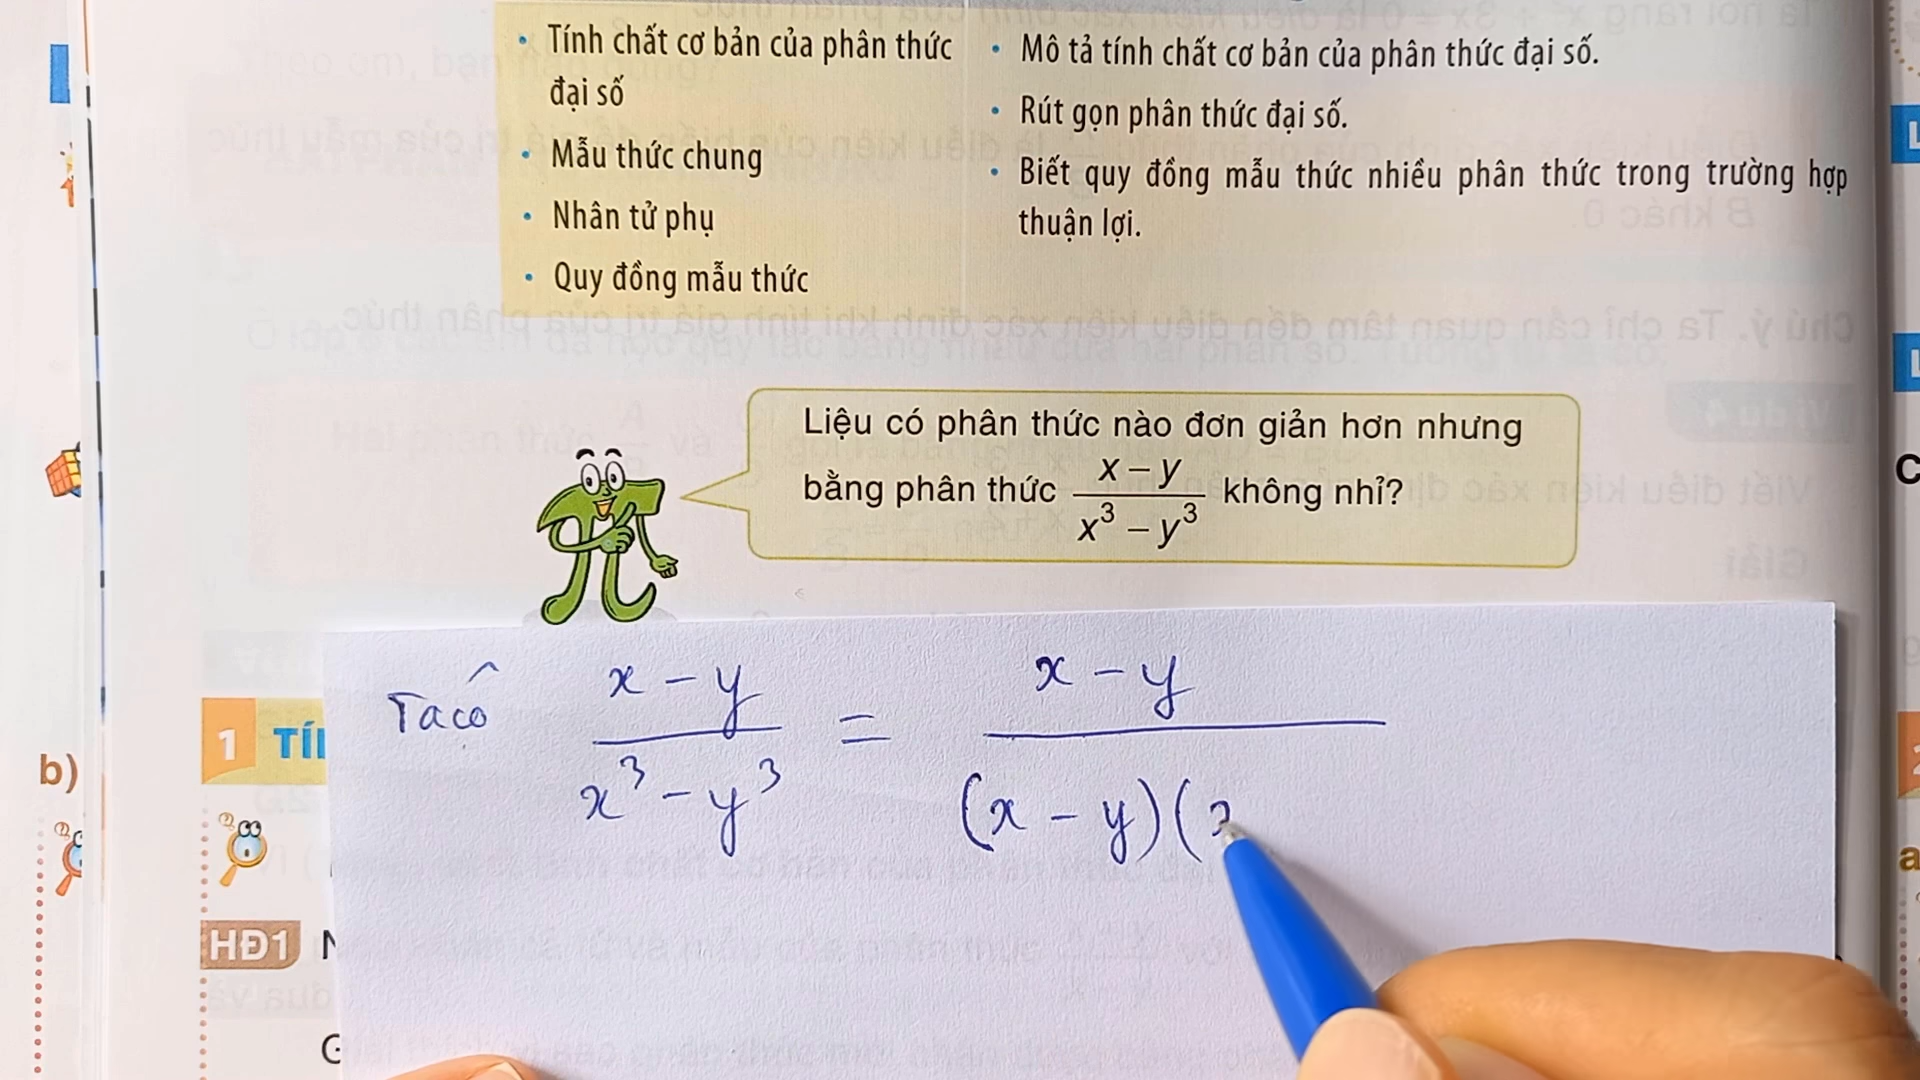 • Tính chất cơ bản của phân thức đại số
• Mẫu thức chung
• Nhân tử phụ
• Quy đồng mẫu thức
• Mô tả tính chất cơ bản của phân thức đại số.
• Rút gọn phân thức đại số.
• Biết quy đồng mẫu thức nhiều phân thức trong trường hợp
thuận lợi.
Liệu có phân thức nào đơn giản hơn nhưng
bằng phân thức (x – y)/(x³ – y³) không nhỉ?
Ta có (x - y)/(x³ - y³) = (x - y)/((x - y)(
1
b)
HĐ1